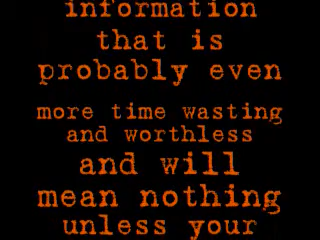 information
that is
probably even
more time wasting
and worthless
and will
mean nothing
unless your